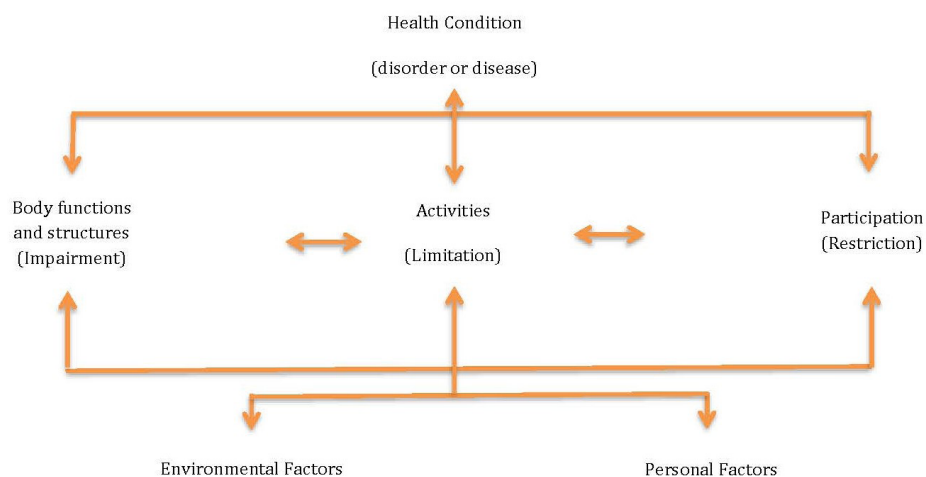 Health Condition
(disorder or disease)
Body functions
and structures
(Impairment)
Activities
(Limitation)
Participation
(Restriction)
Environmental Factors
Personal Factors